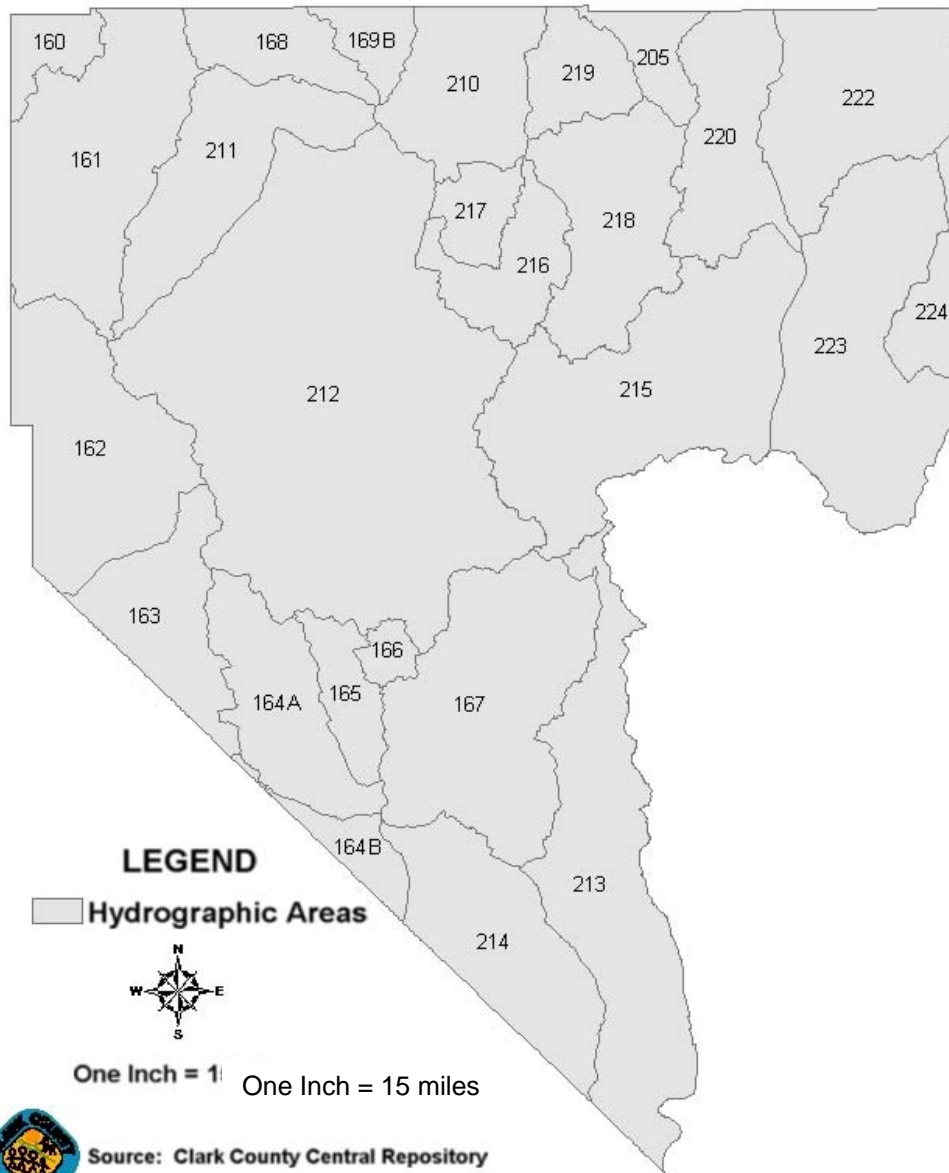 160
168
169B
210
219
205
222
161
211
220
217
218
216
224
212
215
223
162
163
166
164A
165
167
164B
213
214
LEGEND
Hydrographic Areas
N
W E
S
One Inch = 1
One Inch = 15 miles
COUNTY
Source: Clark County Central Repository